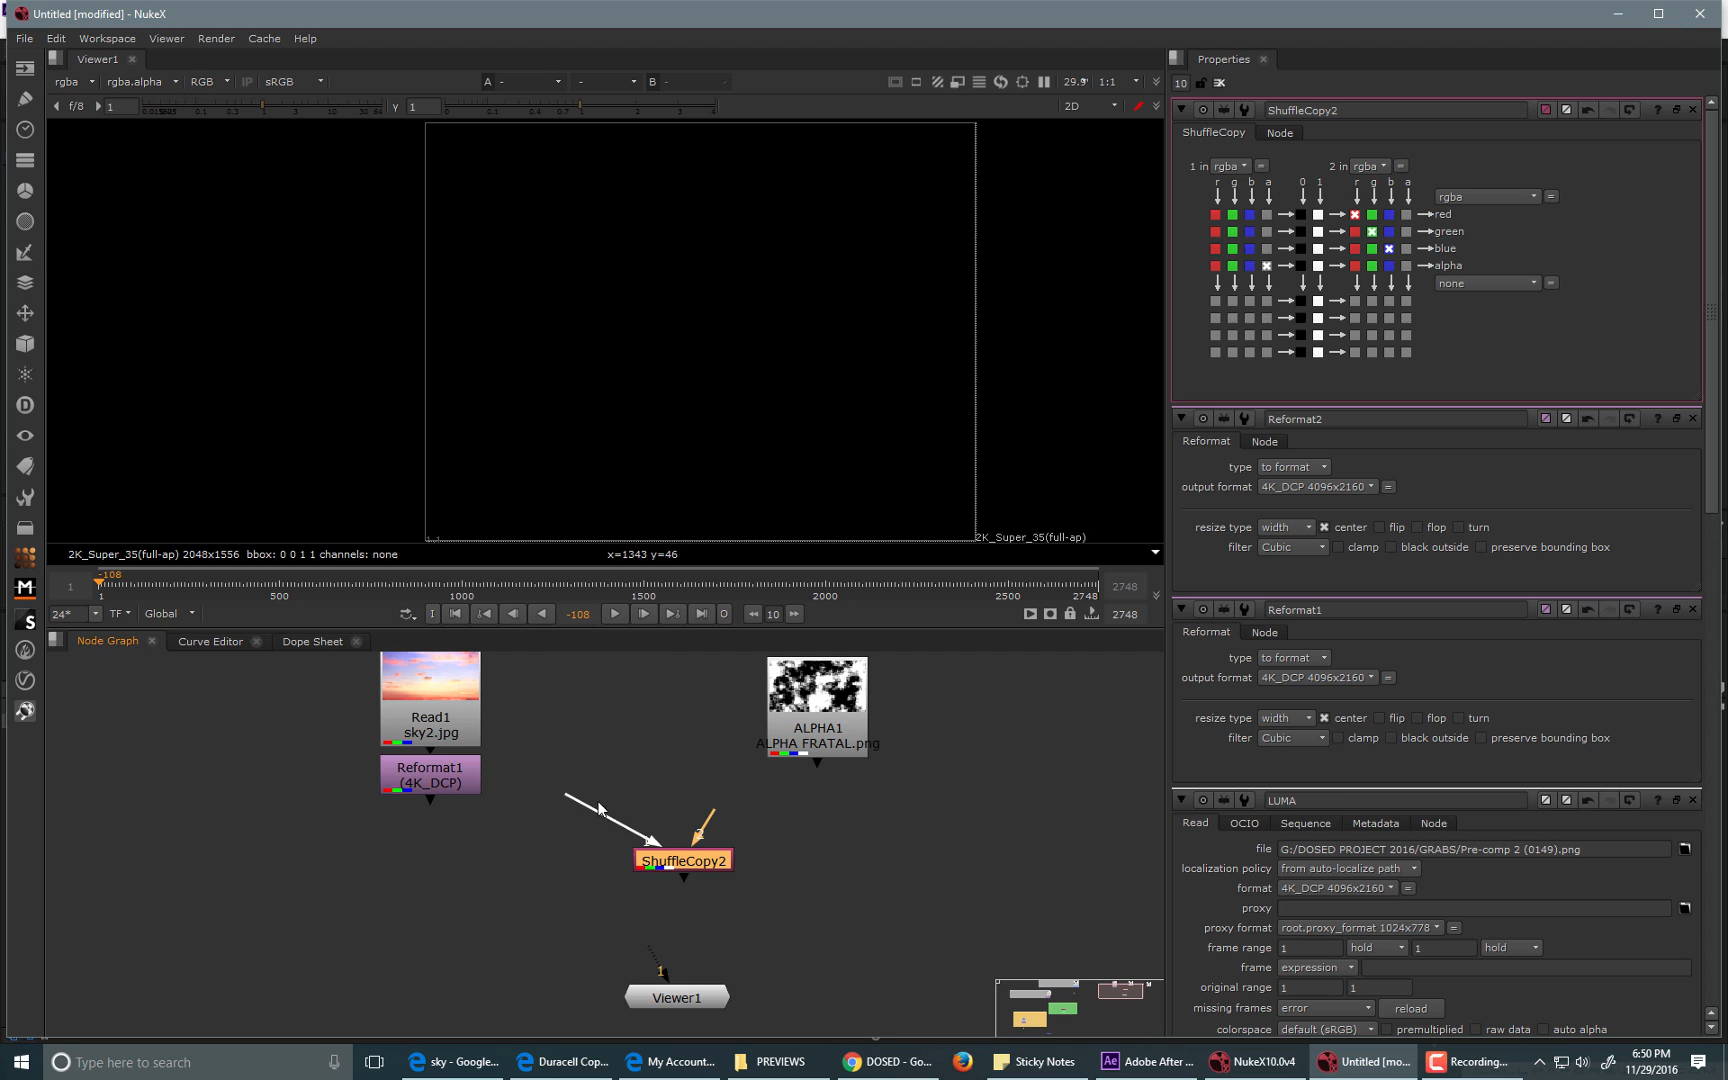 Untitled [modified] - NukeX
File Edit Workspace Viewer Render Cache Help
Viewer1
rgba rgba.alpha RGB IP sRGB A - - B - 29.9* 1:1
f/8 1 Y 1 2D
2K_Super_35(full-ap)
2K_Super_35(full-ap) 2048x1556 bbox: 0 0 1 1 channels: none x=1343 y=46
-108
1 2748
1 500 1000 1500 2000 2500 2748
24* TF Global I -108 O 10 2748
Node Graph Curve Editor Dope Sheet
Read1
sky2.jpg
Reformat1
(4K_DCP)
ALPHA1
ALPHA FRATAL.png
1 2
ShuffleCopy2
1
Viewer1
Properties
10
ShuffleCopy2
ShuffleCopy Node
1 in rgba = 2 in rgba =
r g b a 0 1 r g b a
rgba =
red
green
blue
alpha
none =
Reformat2
Reformat Node
type to format
output format 4K_DCP 4096x2160 =
resize type width center flip flop turn
filter Cubic clamp black outside preserve bounding box
Reformat1
Reformat Node
type to format
output format 4K_DCP 4096x2160 =
resize type width center flip flop turn
filter Cubic clamp black outside preserve bounding box
LUMA
Read OCIO Sequence Metadata Node
file G:/DOSED PROJECT 2016/GRABS/Pre-comp 2 (0149).png
localization policy from auto-localize path
format 4K_DCP 4096x2160 =
proxy
proxy format root.proxy_format 1024x778 =
frame range 1 hold 1 hold
frame expression
original range 1 1
missing frames error reload
colorspace default (sRGB) premultiplied raw data auto alpha
Type here to search
sky - Google...
Duracell Cop...
My Account...
PREVIEWS
DOSED - Go...
Sticky Notes
Adobe After ...
NukeX10.0v4
Untitled [mo...
Recording...
6:50 PM
11/29/2016